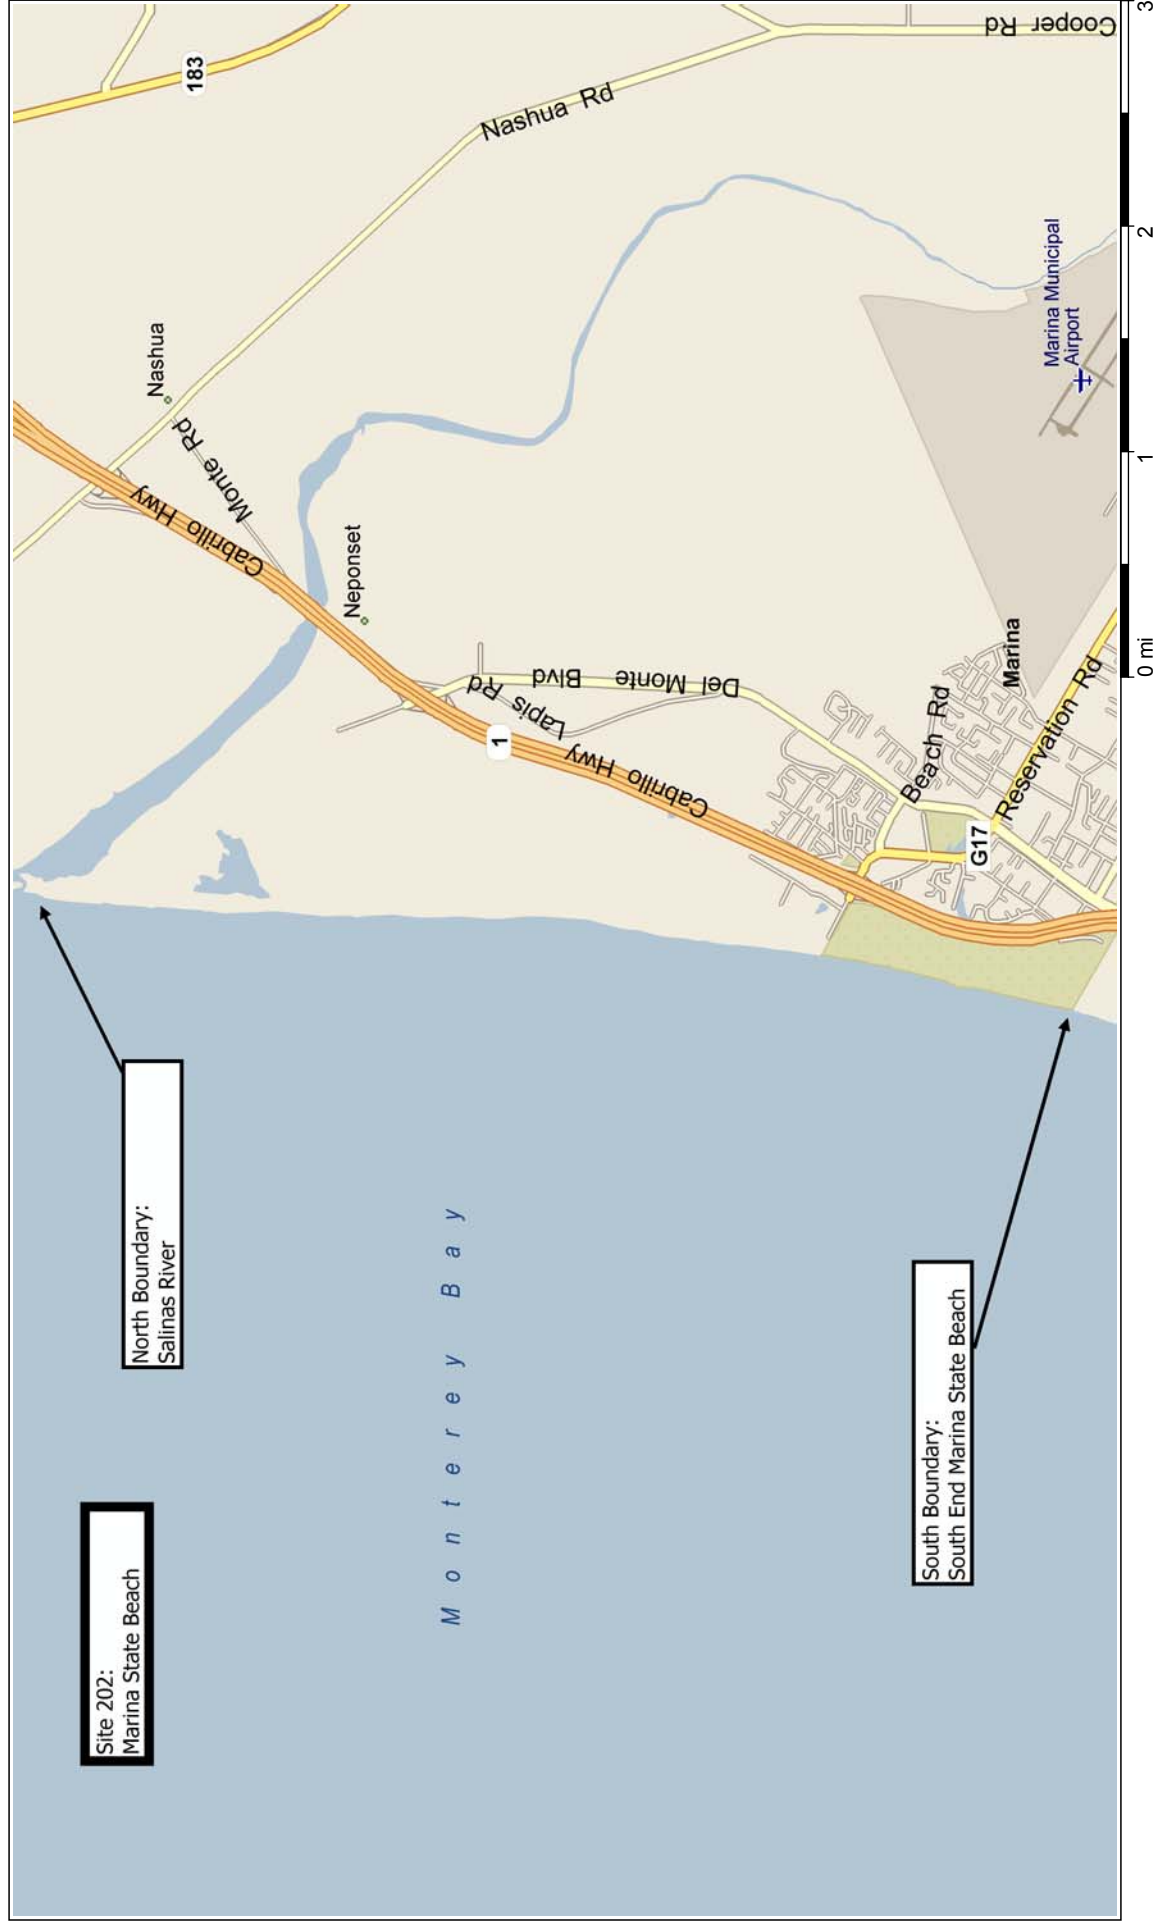 Site 202:
Marina State Beach
North Boundary:
Salinas River
South Boundary:
South End Marina State Beach
Monterey Bay
183
Nashua Rd
Cooper Rd
Nashua
Monte Rd
Cabrillo Hwy
Neponset
1
Lapis Rd
Del Monte Blvd
Cabrillo Hwy
Beach Rd
Marina
Reservation Rd
G17
Marina Municipal
Airport
0 mi
1
2
3